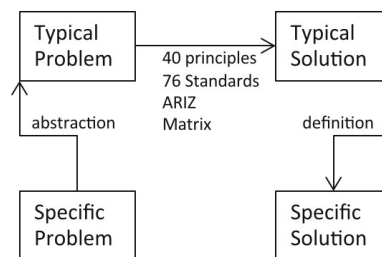 Typical
Problem
Typical
Solution
40 principles
76 Standards
ARIZ
Matrix
abstraction
definition
Specific
Problem
Specific
Solution